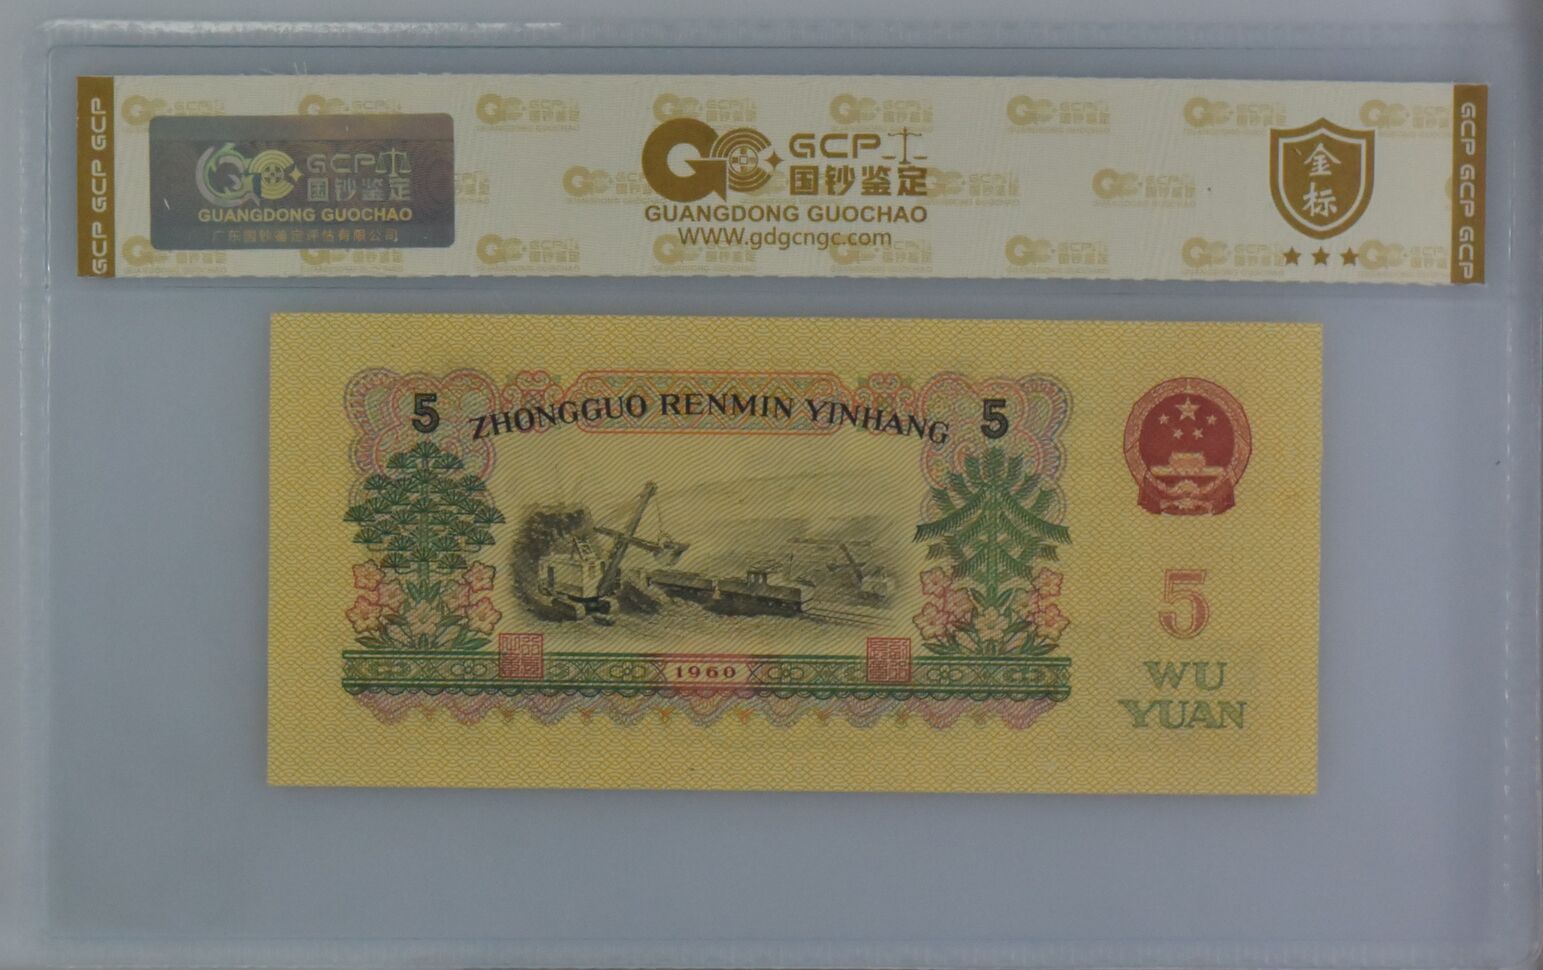 GCP GCP GCP
GCP
国钞鉴定
GUANGDONG GUOCHAO
广东国钞鉴定评估有限公司
GCP
国钞鉴定
GUANGDONG GUOCHAO
WWW.gdgcngc.com
金
标
GCP GCP GCP
5 ZHONGGUO RENMIN YINHANG 5
1960
5
WU
YUAN